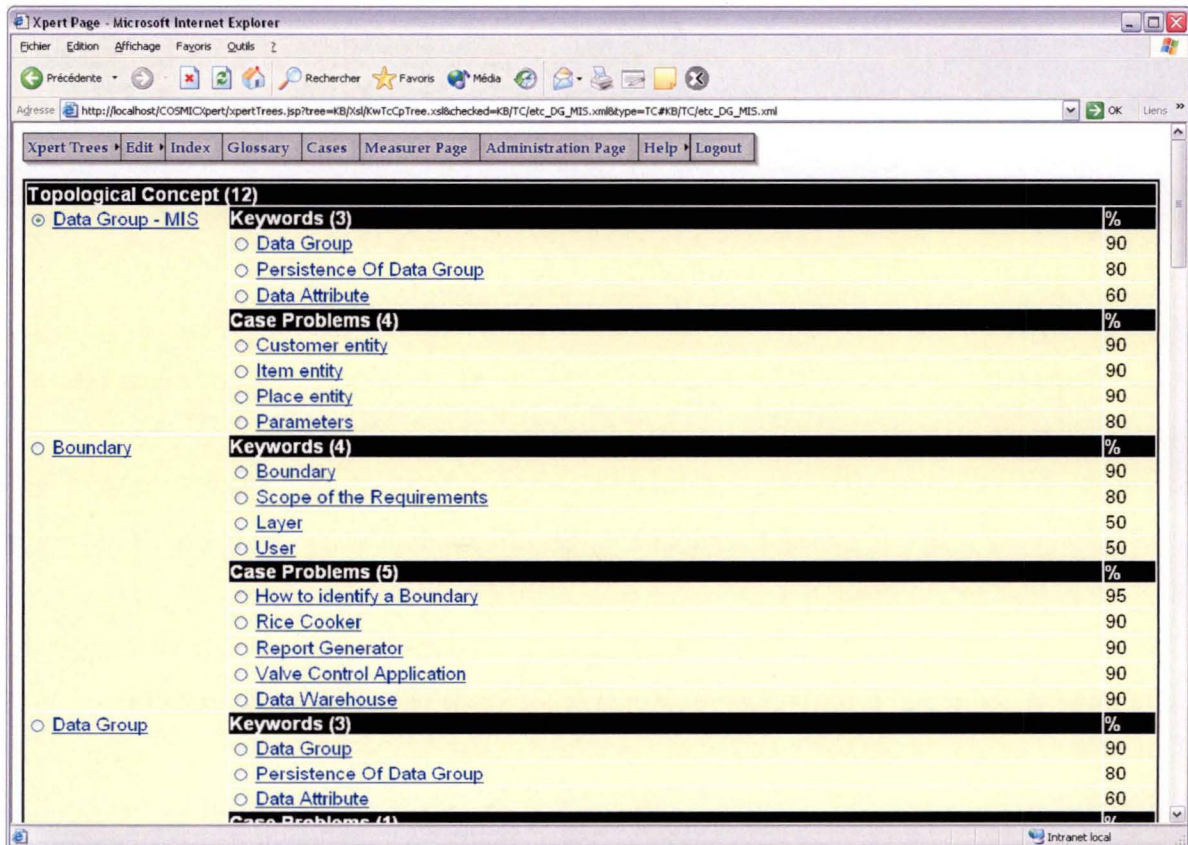 Xpert Page - Microsoft Internet Explorer
Fichier Edition Affichage Favoris Outils ?
Précédente Rechercher Favoris Média
Adresse http://localhost/COSMICXpert/xpertTrees.jsp?tree=KB/Xsl/KwTcCpTree.xsl&checked=KB/TC/etc_DG_MIS.xml&type=TC#KB/TC/etc_DG_MIS.xml OK Liens »
Xpert Trees Edit Index Glossary Cases Measurer Page Administration Page Help Logout
Topological Concept (12)
Data Group - MIS Keywords (3) %
Data Group 90
Persistence Of Data Group 80
Data Attribute 60
Case Problems (4) %
Customer entity 90
Item entity 90
Place entity 90
Parameters 80
Boundary Keywords (4) %
Boundary 90
Scope of the Requirements 80
Layer 50
User 50
Case Problems (5) %
How to identify a Boundary 95
Rice Cooker 90
Report Generator 90
Valve Control Application 90
Data Warehouse 90
Data Group Keywords (3) %
Data Group 90
Persistence Of Data Group 80
Data Attribute 60
Case Problems (1) %
Intranet local